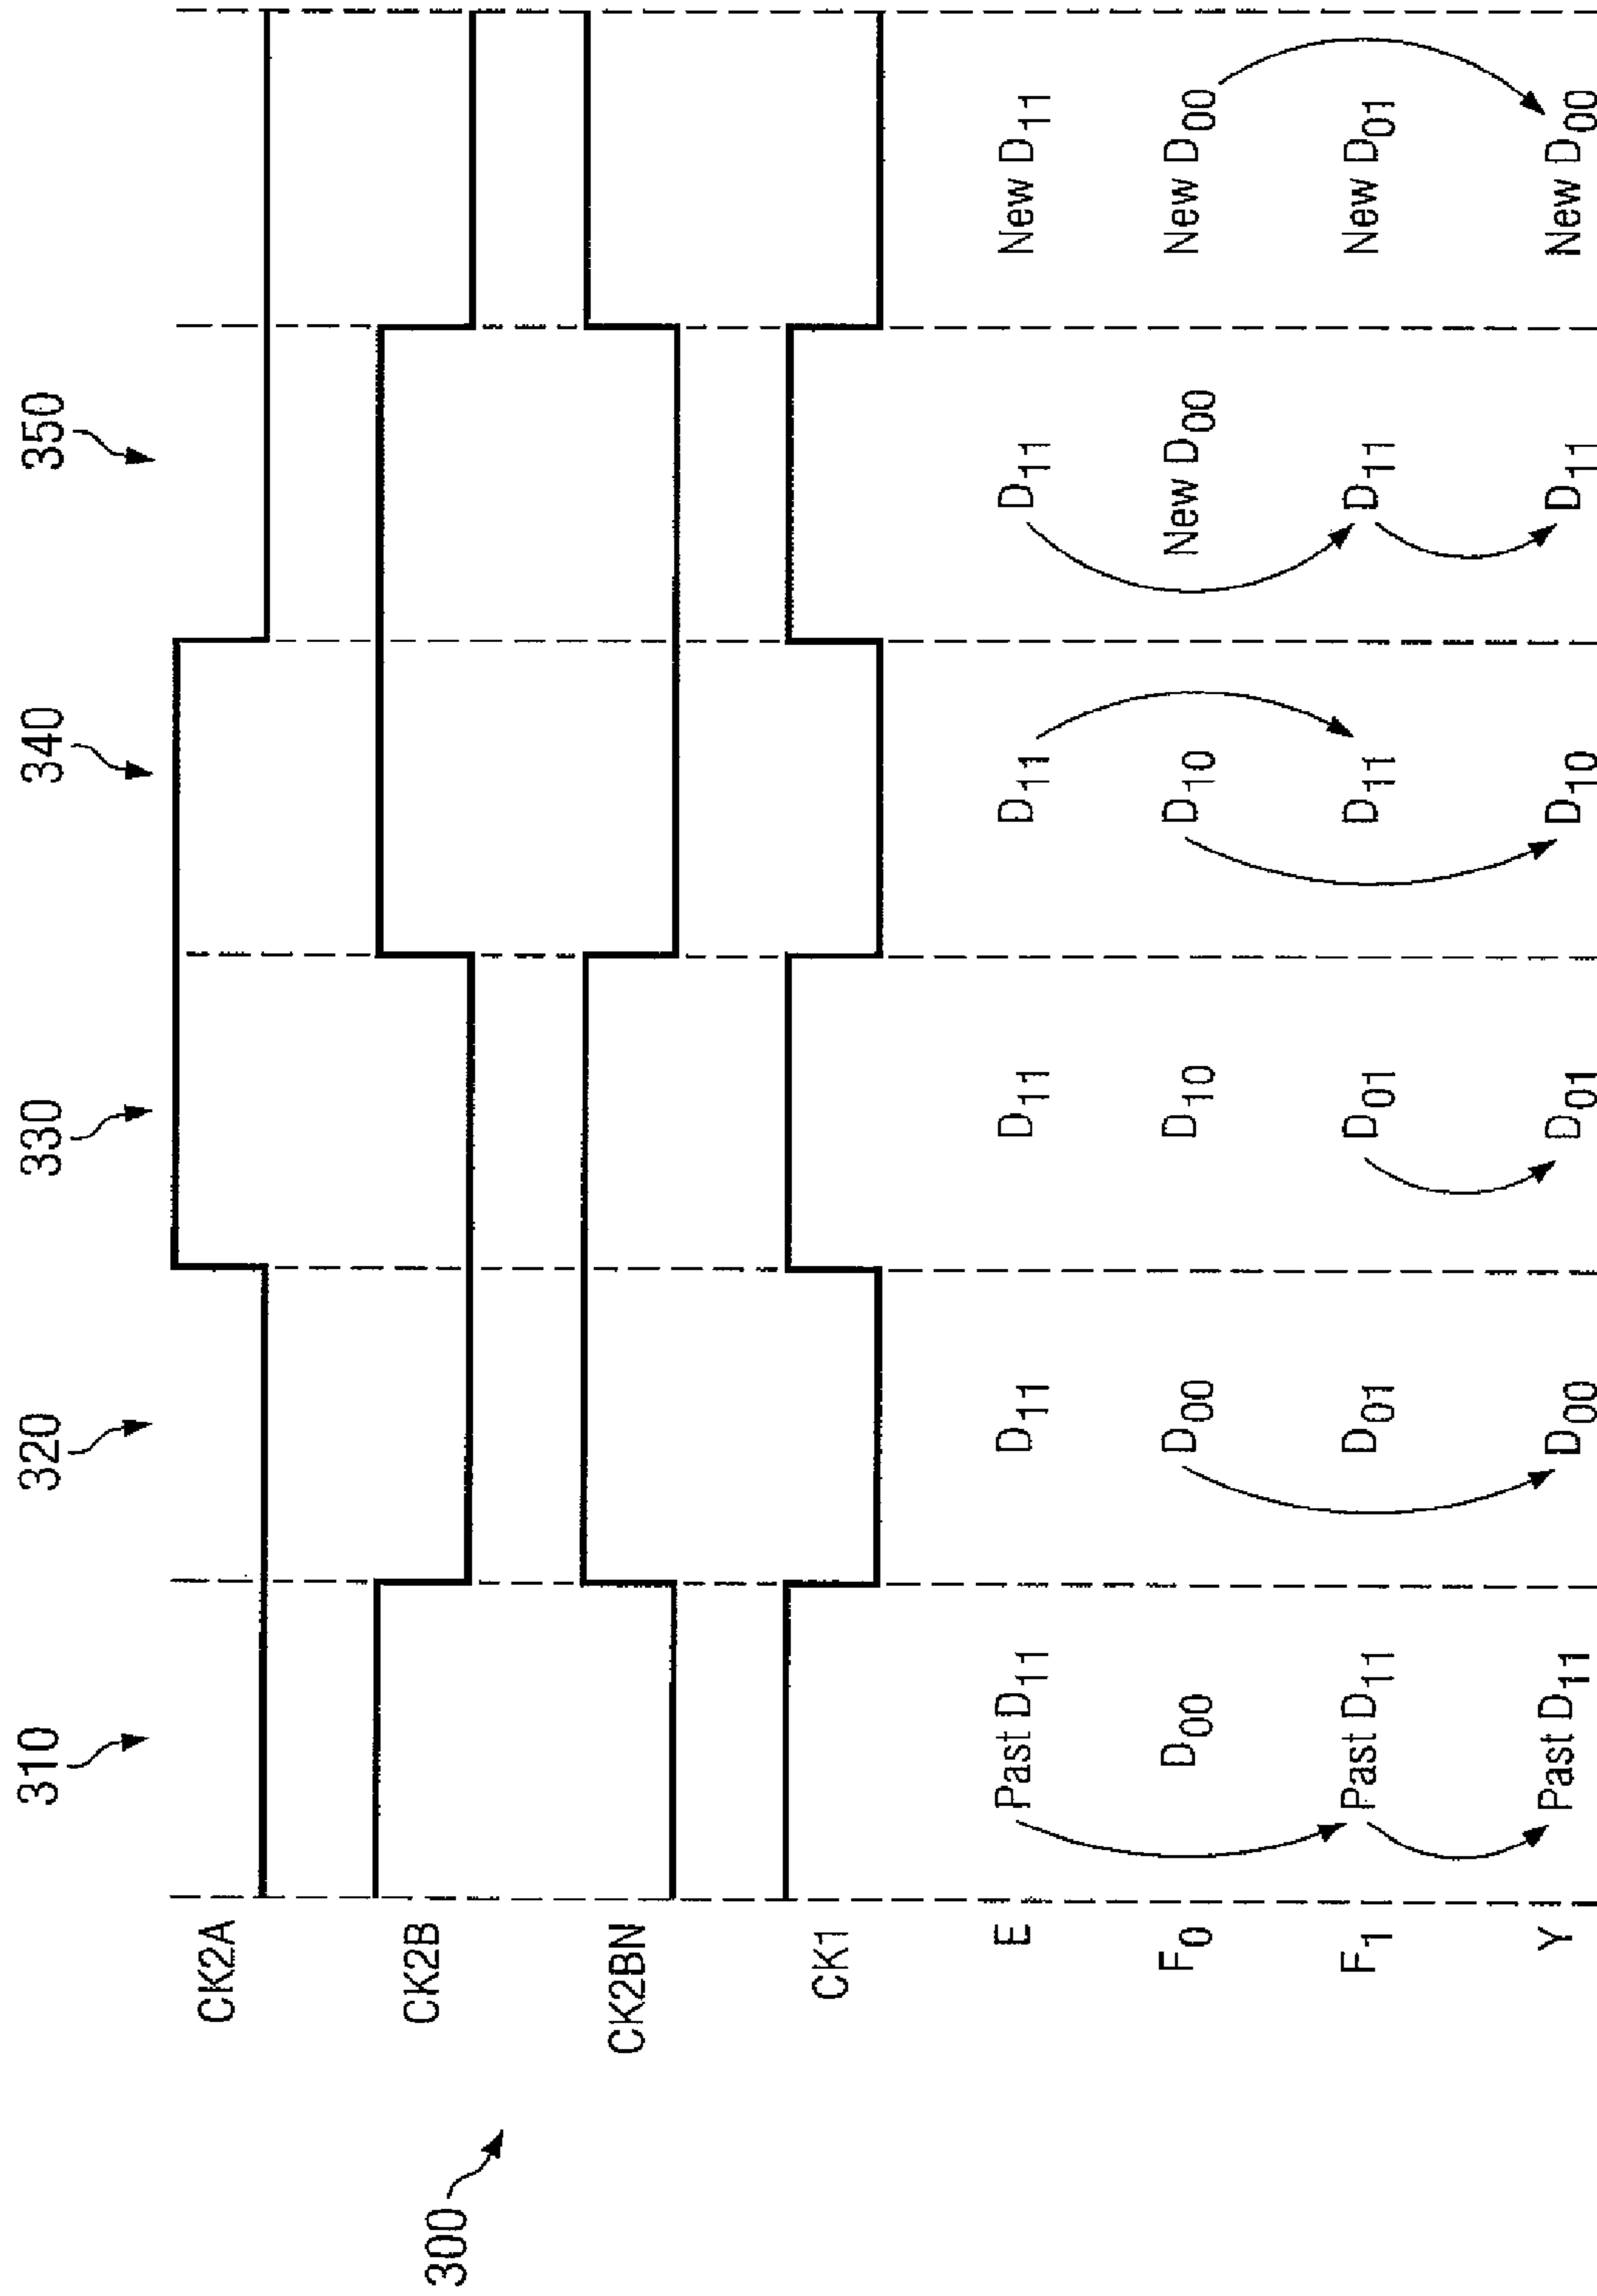 300
310 320 330 340 350
CK2A
CK2B
CK2BN
CK1
E Past D11 D11 D11 D11 D11 New D11
F0 D00 D00 D10 D10 New D00 New D00
F1 Past D11 D01 D01 D11 D11 New D01
Y Past D11 D00 D01 D10 D11 New D00